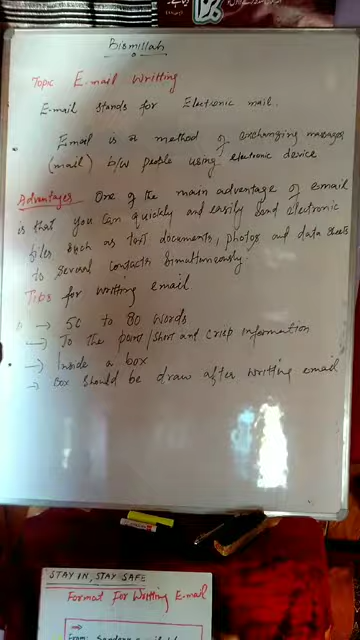 Bismillah
Topic E-mail Writting
E-mail stands for Electronic mail.
Email is a method of exchanging messages
(mail) b/w people using electronic device
Advantages One of the main advantage of email
is that you can quickly and easily send electronic
files such as text documents, photos and data sheets
to several contacts simultaneously.
Tips for writting email
→ 50 to 80 words
→ To the point/short and crisp information
→ Inside a box
→ Box should be draw after writting email
STAY IN, STAY SAFE
Format For Writting E-mail
From: